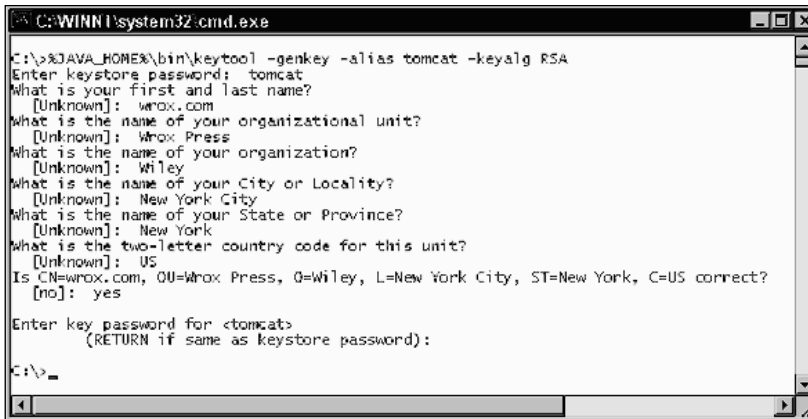 C:\WINNT\system32\cmd.exe
C:\>%JAVA_HOME%\bin\keytool -genkey -alias tomcat -keyalg RSA
Enter keystore password:  tomcat
What is your first and last name?
  [Unknown]:  wrox.com
What is the name of your organizational unit?
  [Unknown]:  Wrox Press
What is the name of your organization?
  [Unknown]:  Wiley
What is the name of your City or Locality?
  [Unknown]:  New York City
What is the name of your State or Province?
  [Unknown]:  New York
What is the two-letter country code for this unit?
  [Unknown]:  US
Is CN=wrox.com, OU=Wrox Press, O=Wiley, L=New York City, ST=New York, C=US correct?
  [no]:  yes
Enter key password for <tomcat>
        (RETURN if same as keystore password):
C:\>_